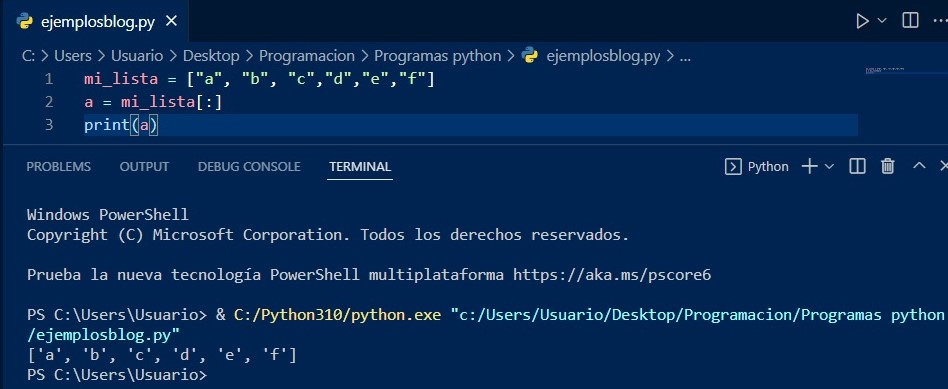 ejemplosblog.py
C: > Users > Usuario > Desktop > Programacion > Programas python > ejemplosblog.py > ...
1 mi_lista = ["a", "b", "c","d","e","f"]
2 a = mi_lista[:]
3 print(a)
PROBLEMS OUTPUT DEBUG CONSOLE TERMINAL Python
Windows PowerShell
Copyright (C) Microsoft Corporation. Todos los derechos reservados.
Prueba la nueva tecnología PowerShell multiplataforma https://aka.ms/pscore6
PS C:\Users\Usuario> & C:/Python310/python.exe "c:/Users/Usuario/Desktop/Programacion/Programas python
/ejemplosblog.py"
['a', 'b', 'c', 'd', 'e', 'f']
PS C:\Users\Usuario>